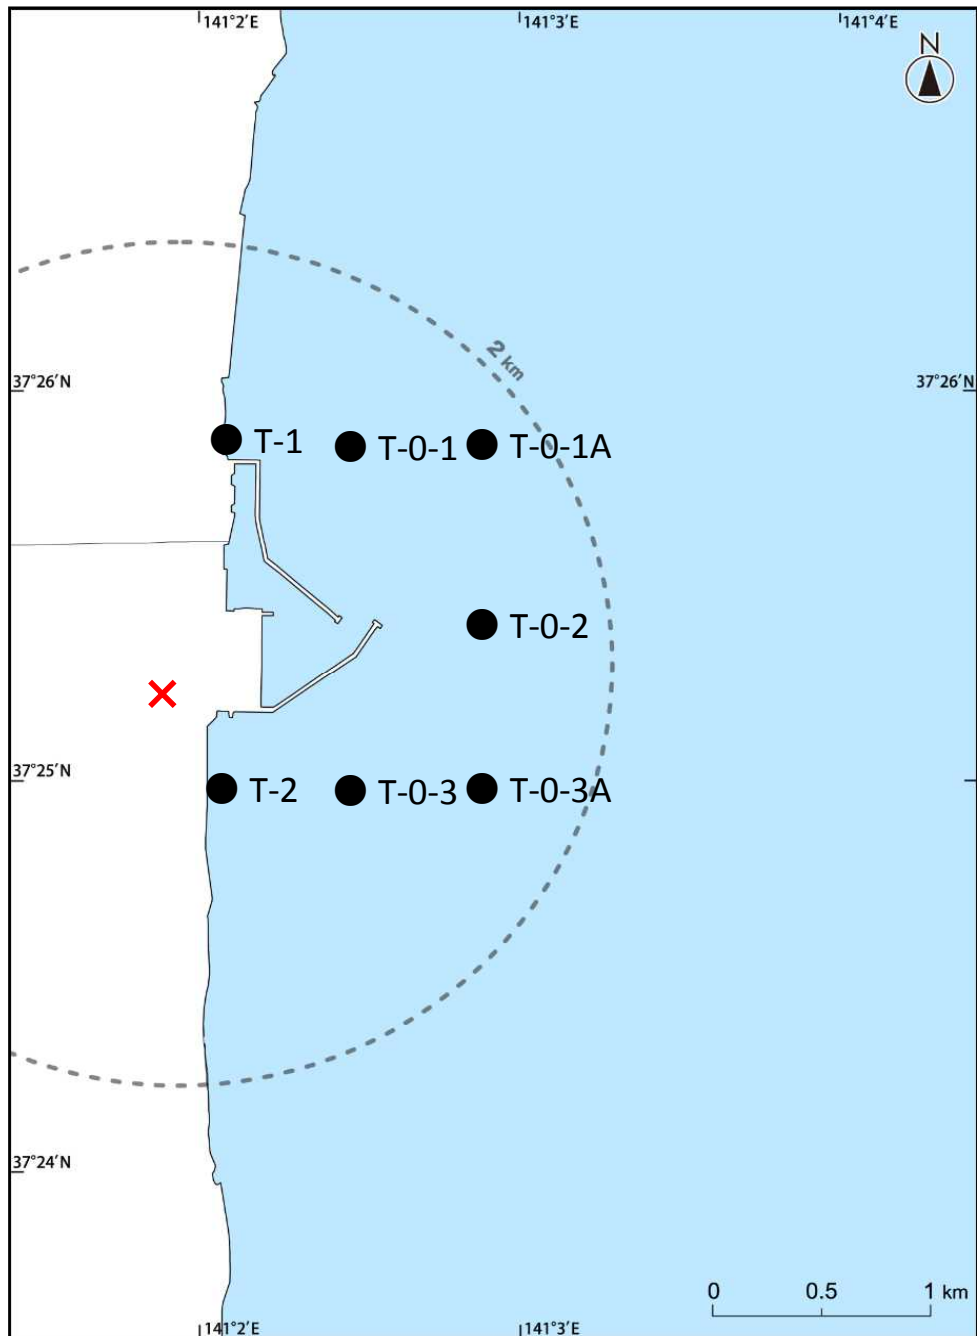 141°2′E
141°3′E
141°4′E
N
2 km
37°26′N
37°26′N
T-1
T-0-1
T-0-1A
T-0-2
37°25′N
T-2
T-0-3
T-0-3A
37°24′N
0 0.5 1 km
141°2′E
141°3′E